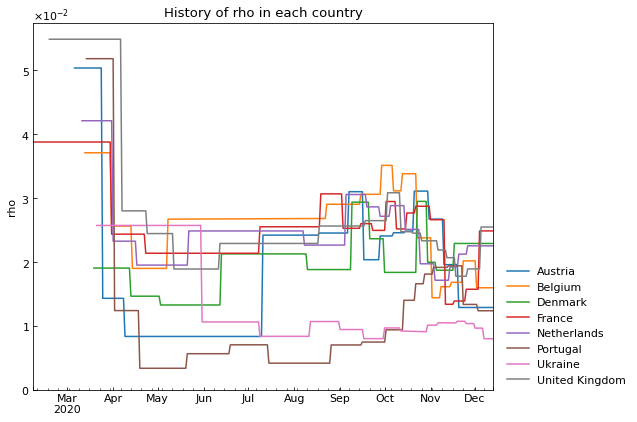 History of rho in each country
×10⁻²
5
4
3
2
1
0
rho
Mar Apr May Jun Jul Aug Sep Oct Nov Dec
2020
Austria
Belgium
Denmark
France
Netherlands
Portugal
Ukraine
United Kingdom